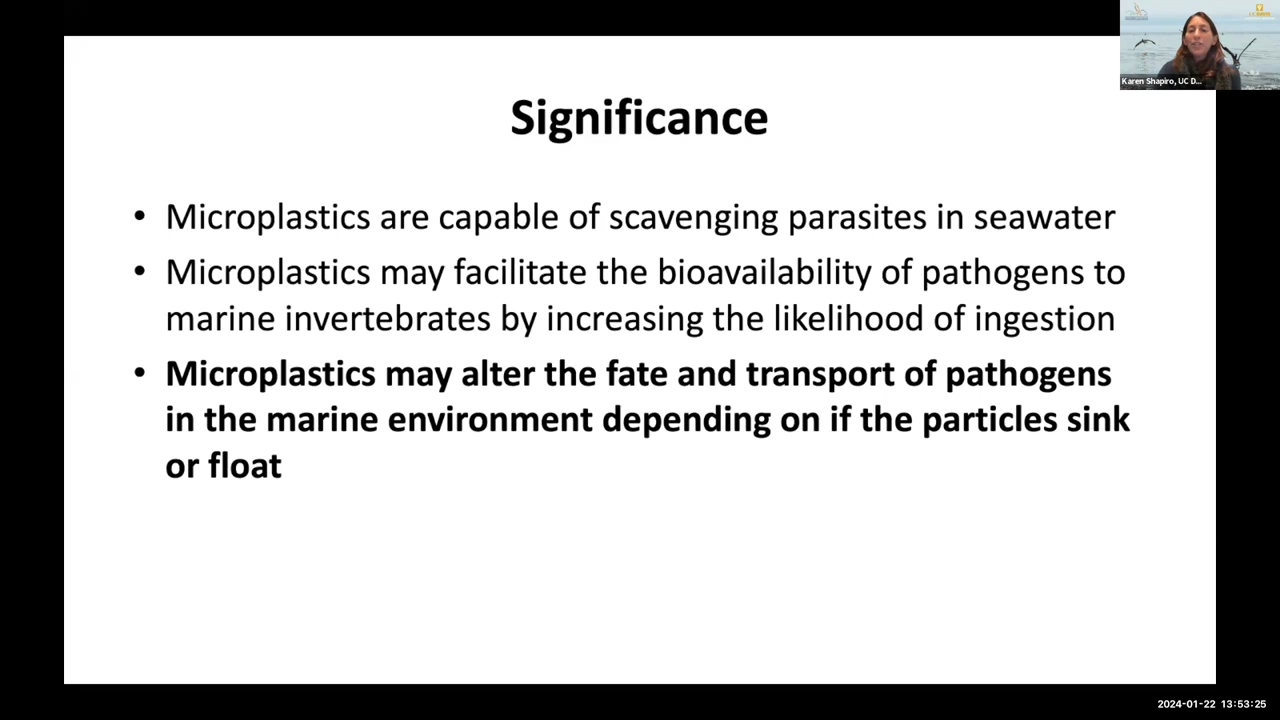 Karen Shapiro, UC D...
Significance
• Microplastics are capable of scavenging parasites in seawater
• Microplastics may facilitate the bioavailability of pathogens to
marine invertebrates by increasing the likelihood of ingestion
• Microplastics may alter the fate and transport of pathogens
in the marine environment depending on if the particles sink
or float
2024-01-22 13:53:25